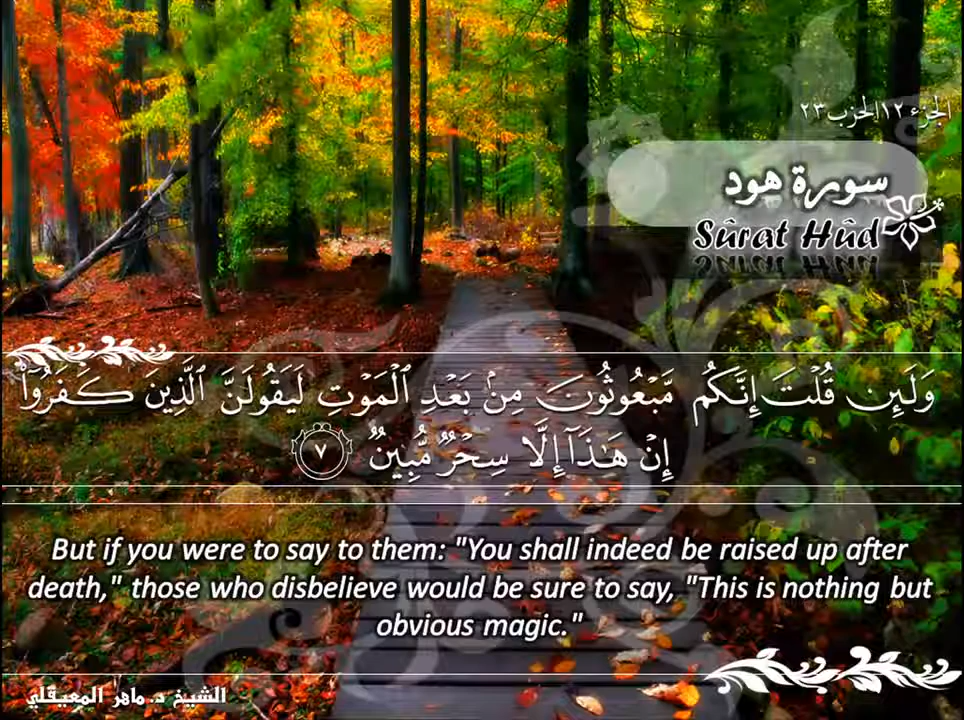 الجزء ١٢ الحزب ٢٣
سورة هود
Sûrat Hûd
وَلَئِن قُلْتَ إِنَّكُم مَّبْعُوثُونَ مِنۢ بَعْدِ ٱلْمَوْتِ لَيَقُولَنَّ ٱلَّذِينَ كَفَرُوٓا۟
إِنْ هَٰذَآ إِلَّا سِحْرٌ مُّبِينٌ ٧
But if you were to say to them: "You shall indeed be raised up after
death," those who disbelieve would be sure to say, "This is nothing but
obvious magic."
الشيخ د. ماهر المعيقلي